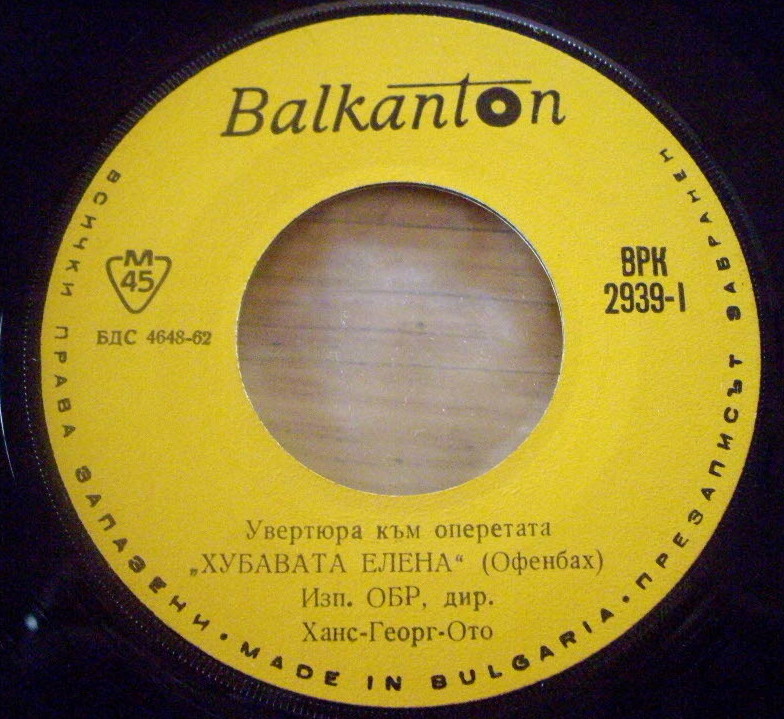 Balkanton
М
45
БДС 4648-62
ВРК
2939-I
Увертюра към оперетата
„ХУБАВАТА ЕЛЕНА“ (Офенбах)
Изп. ОБР, дир.
Ханс-Георг-Ото
ВСИЧКИ ПРАВА ЗАПАЗЕНИ • MADE IN BULGARIA • ПРЕЗАПИСЪТ ЗАБРАНЕН